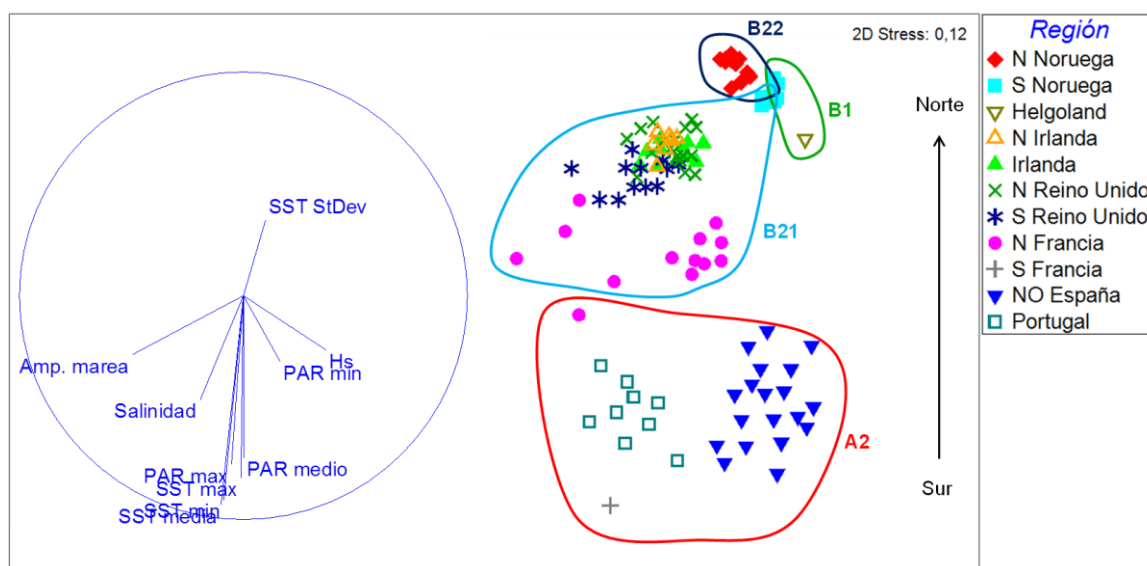 SST StDev
Amp. marea
Hs
PAR min
Salinidad
PAR max
PAR medio
SST max
SST min
SST media
B22
2D Stress: 0,12
B1
B21
A2
Norte
Sur
Región
N Noruega
S Noruega
Helgoland
N Irlanda
Irlanda
N Reino Unido
S Reino Unido
N Francia
S Francia
NO España
Portugal